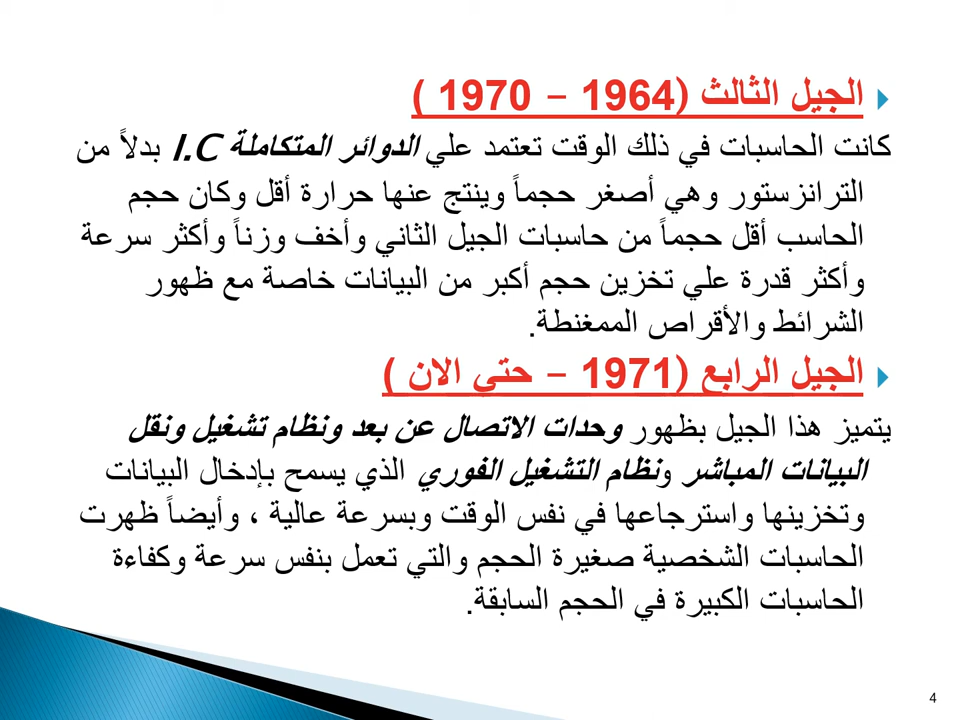 الجيل الثالث (1964 – 1970 )
كانت الحاسبات في ذلك الوقت تعتمد علي الدوائر المتكاملة I.C بدلاً من
الترانزستور وهي أصغر حجماً وينتج عنها حرارة أقل وكان حجم
الحاسب أقل حجماً من حاسبات الجيل الثاني وأخف وزناً وأكثر سرعة
وأكثر قدرة علي تخزين حجم أكبر من البيانات خاصة مع ظهور
الشرائط والأقراص الممغنطة.
الجيل الرابع (1971 – حتي الان )
يتميز هذا الجيل بظهور وحدات الاتصال عن بعد ونظام تشغيل ونقل
البيانات المباشر ونظام التشغيل الفوري الذي يسمح بإدخال البيانات
وتخزينها واسترجاعها في نفس الوقت وبسرعة عالية ، وأيضاً ظهرت
الحاسبات الشخصية صغيرة الحجم والتي تعمل بنفس سرعة وكفاءة
الحاسبات الكبيرة في الحجم السابقة.
4